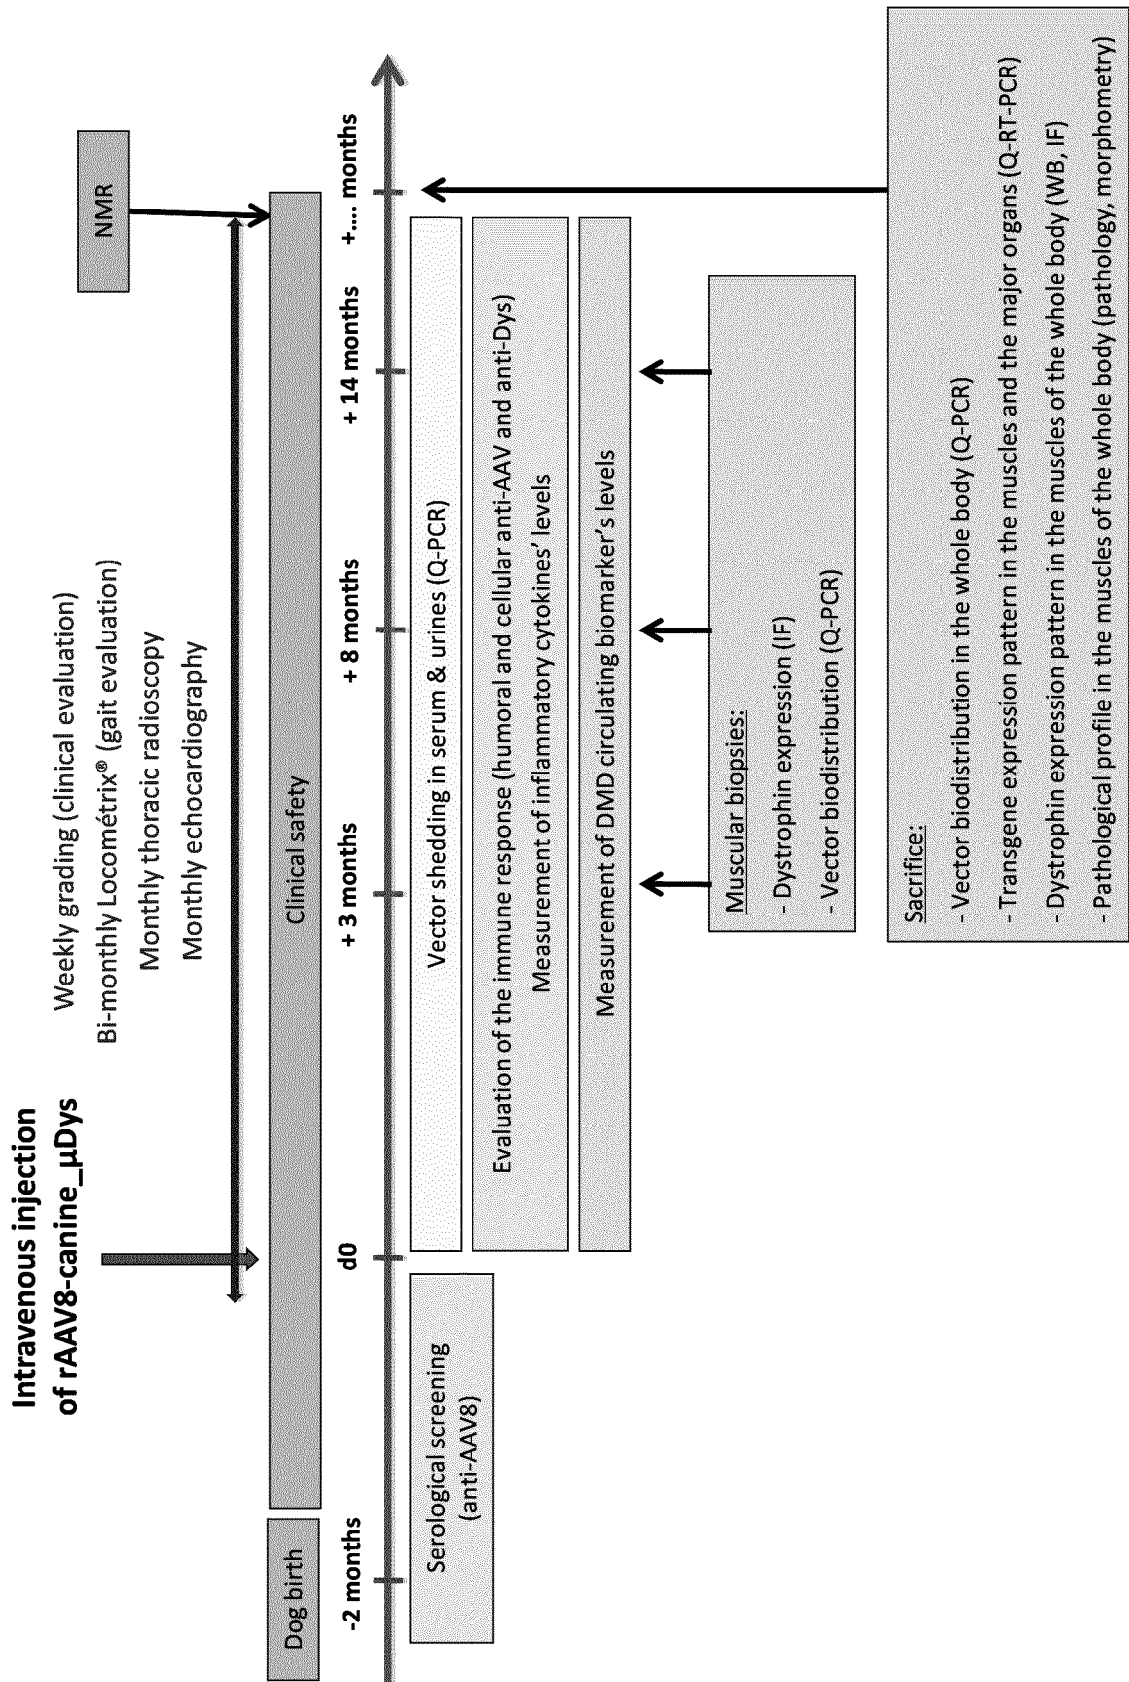 Intravenous injection
of rAAV8-canine_µDys
Weekly grading (clinical evaluation)
Bi-monthly Locométrix® (gait evaluation)
Monthly thoracic radioscopy
Monthly echocardiography
NMR
Dog birth
Clinical safety
-2 months
d0
+ 3 months
+ 8 months
+ 14 months
+.... months
Serological screening
(anti-AAV8)
Vector shedding in serum & urines (Q-PCR)
Evaluation of the immune response (humoral and cellular anti-AAV and anti-Dys)
Measurement of inflammatory cytokines' levels
Measurement of DMD circulating biomarker's levels
Muscular biopsies:
- Dystrophin expression (IF)
- Vector biodistribution (Q-PCR)
Sacrifice:
- Vector biodistribution in the whole body (Q-PCR)
- Transgene expression pattern in the muscles and the major organs (Q-RT-PCR)
- Dystrophin expression pattern in the muscles of the whole body (WB, IF)
- Pathological profile in the muscles of the whole body (pathology, morphometry)